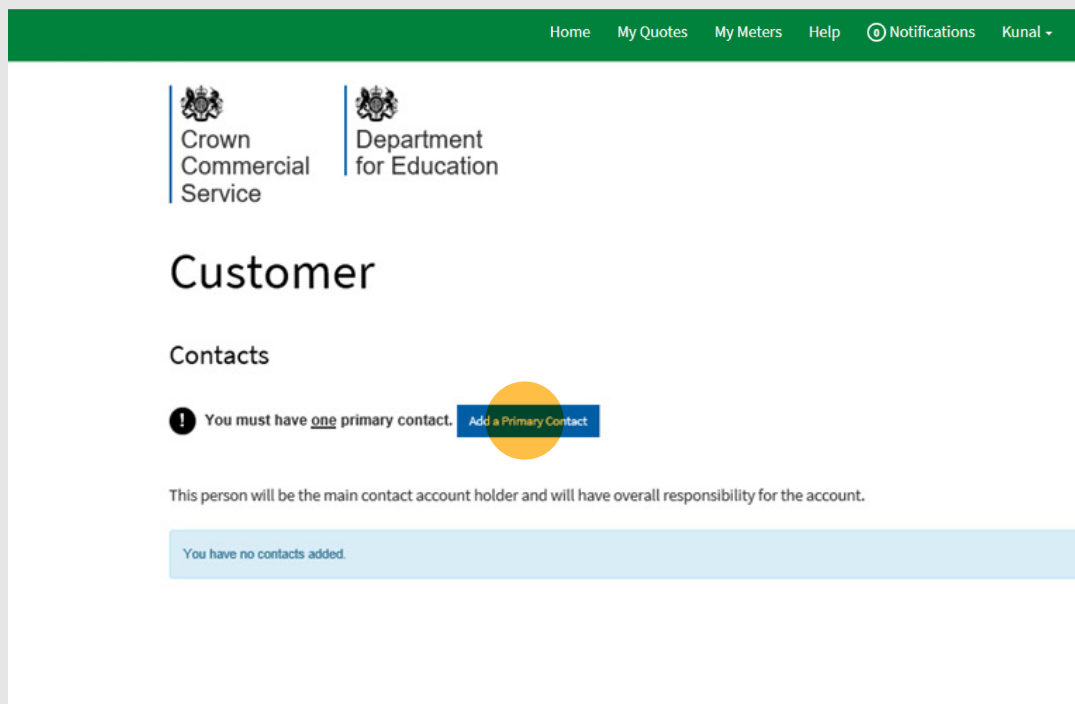 Home My Quotes My Meters Help 0 Notifications Kunal
Crown
Commercial
Service
Department
for Education
Customer
Contacts
! You must have one primary contact. Add a Primary Contact
This person will be the main contact account holder and will have overall responsibility for the account.
You have no contacts added.